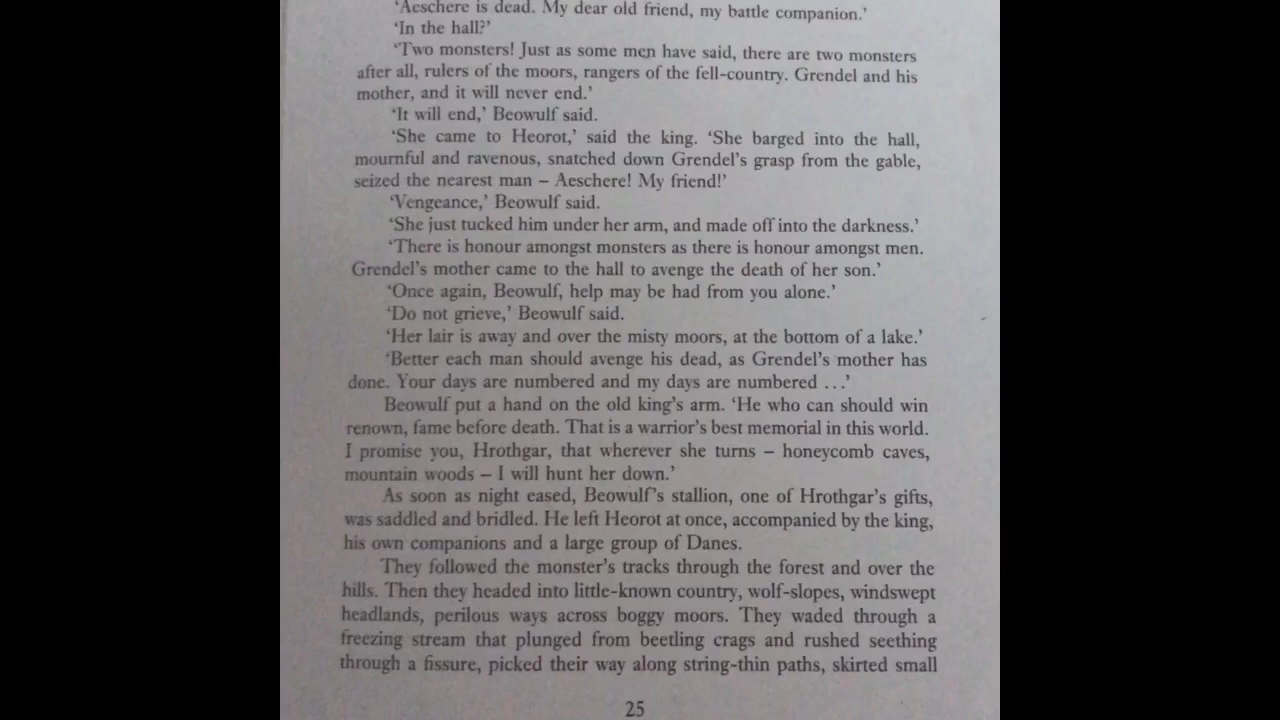 'Aeschere is dead. My dear old friend, my battle companion.'
'In the hall?'
'Two monsters! Just as some men have said, there are two monsters
after all, rulers of the moors, rangers of the fell-country. Grendel and his
mother, and it will never end.'
'It will end,' Beowulf said.
'She came to Heorot,' said the king. 'She barged into the hall,
mournful and ravenous, snatched down Grendel's grasp from the gable,
seized the nearest man – Aeschere! My friend!'
'Vengeance,' Beowulf said.
'She just tucked him under her arm, and made off into the darkness.'
'There is honour amongst monsters as there is honour amongst men.
Grendel's mother came to the hall to avenge the death of her son.'
'Once again, Beowulf, help may be had from you alone.'
'Do not grieve,' Beowulf said.
'Her lair is away and over the misty moors, at the bottom of a lake.'
'Better each man should avenge his dead, as Grendel's mother has
done. Your days are numbered and my days are numbered ...'
Beowulf put a hand on the old king's arm. 'He who can should win
renown, fame before death. That is a warrior's best memorial in this world.
I promise you, Hrothgar, that wherever she turns – honeycomb caves,
mountain woods – I will hunt her down.'
As soon as night eased, Beowulf's stallion, one of Hrothgar's gifts,
was saddled and bridled. He left Heorot at once, accompanied by the king,
his own companions and a large group of Danes.
They followed the monster's tracks through the forest and over the
hills. Then they headed into little-known country, wolf-slopes, windswept
headlands, perilous ways across boggy moors. They waded through a
freezing stream that plunged from beetling crags and rushed seething
through a fissure, picked their way along string-thin paths, skirted small
25